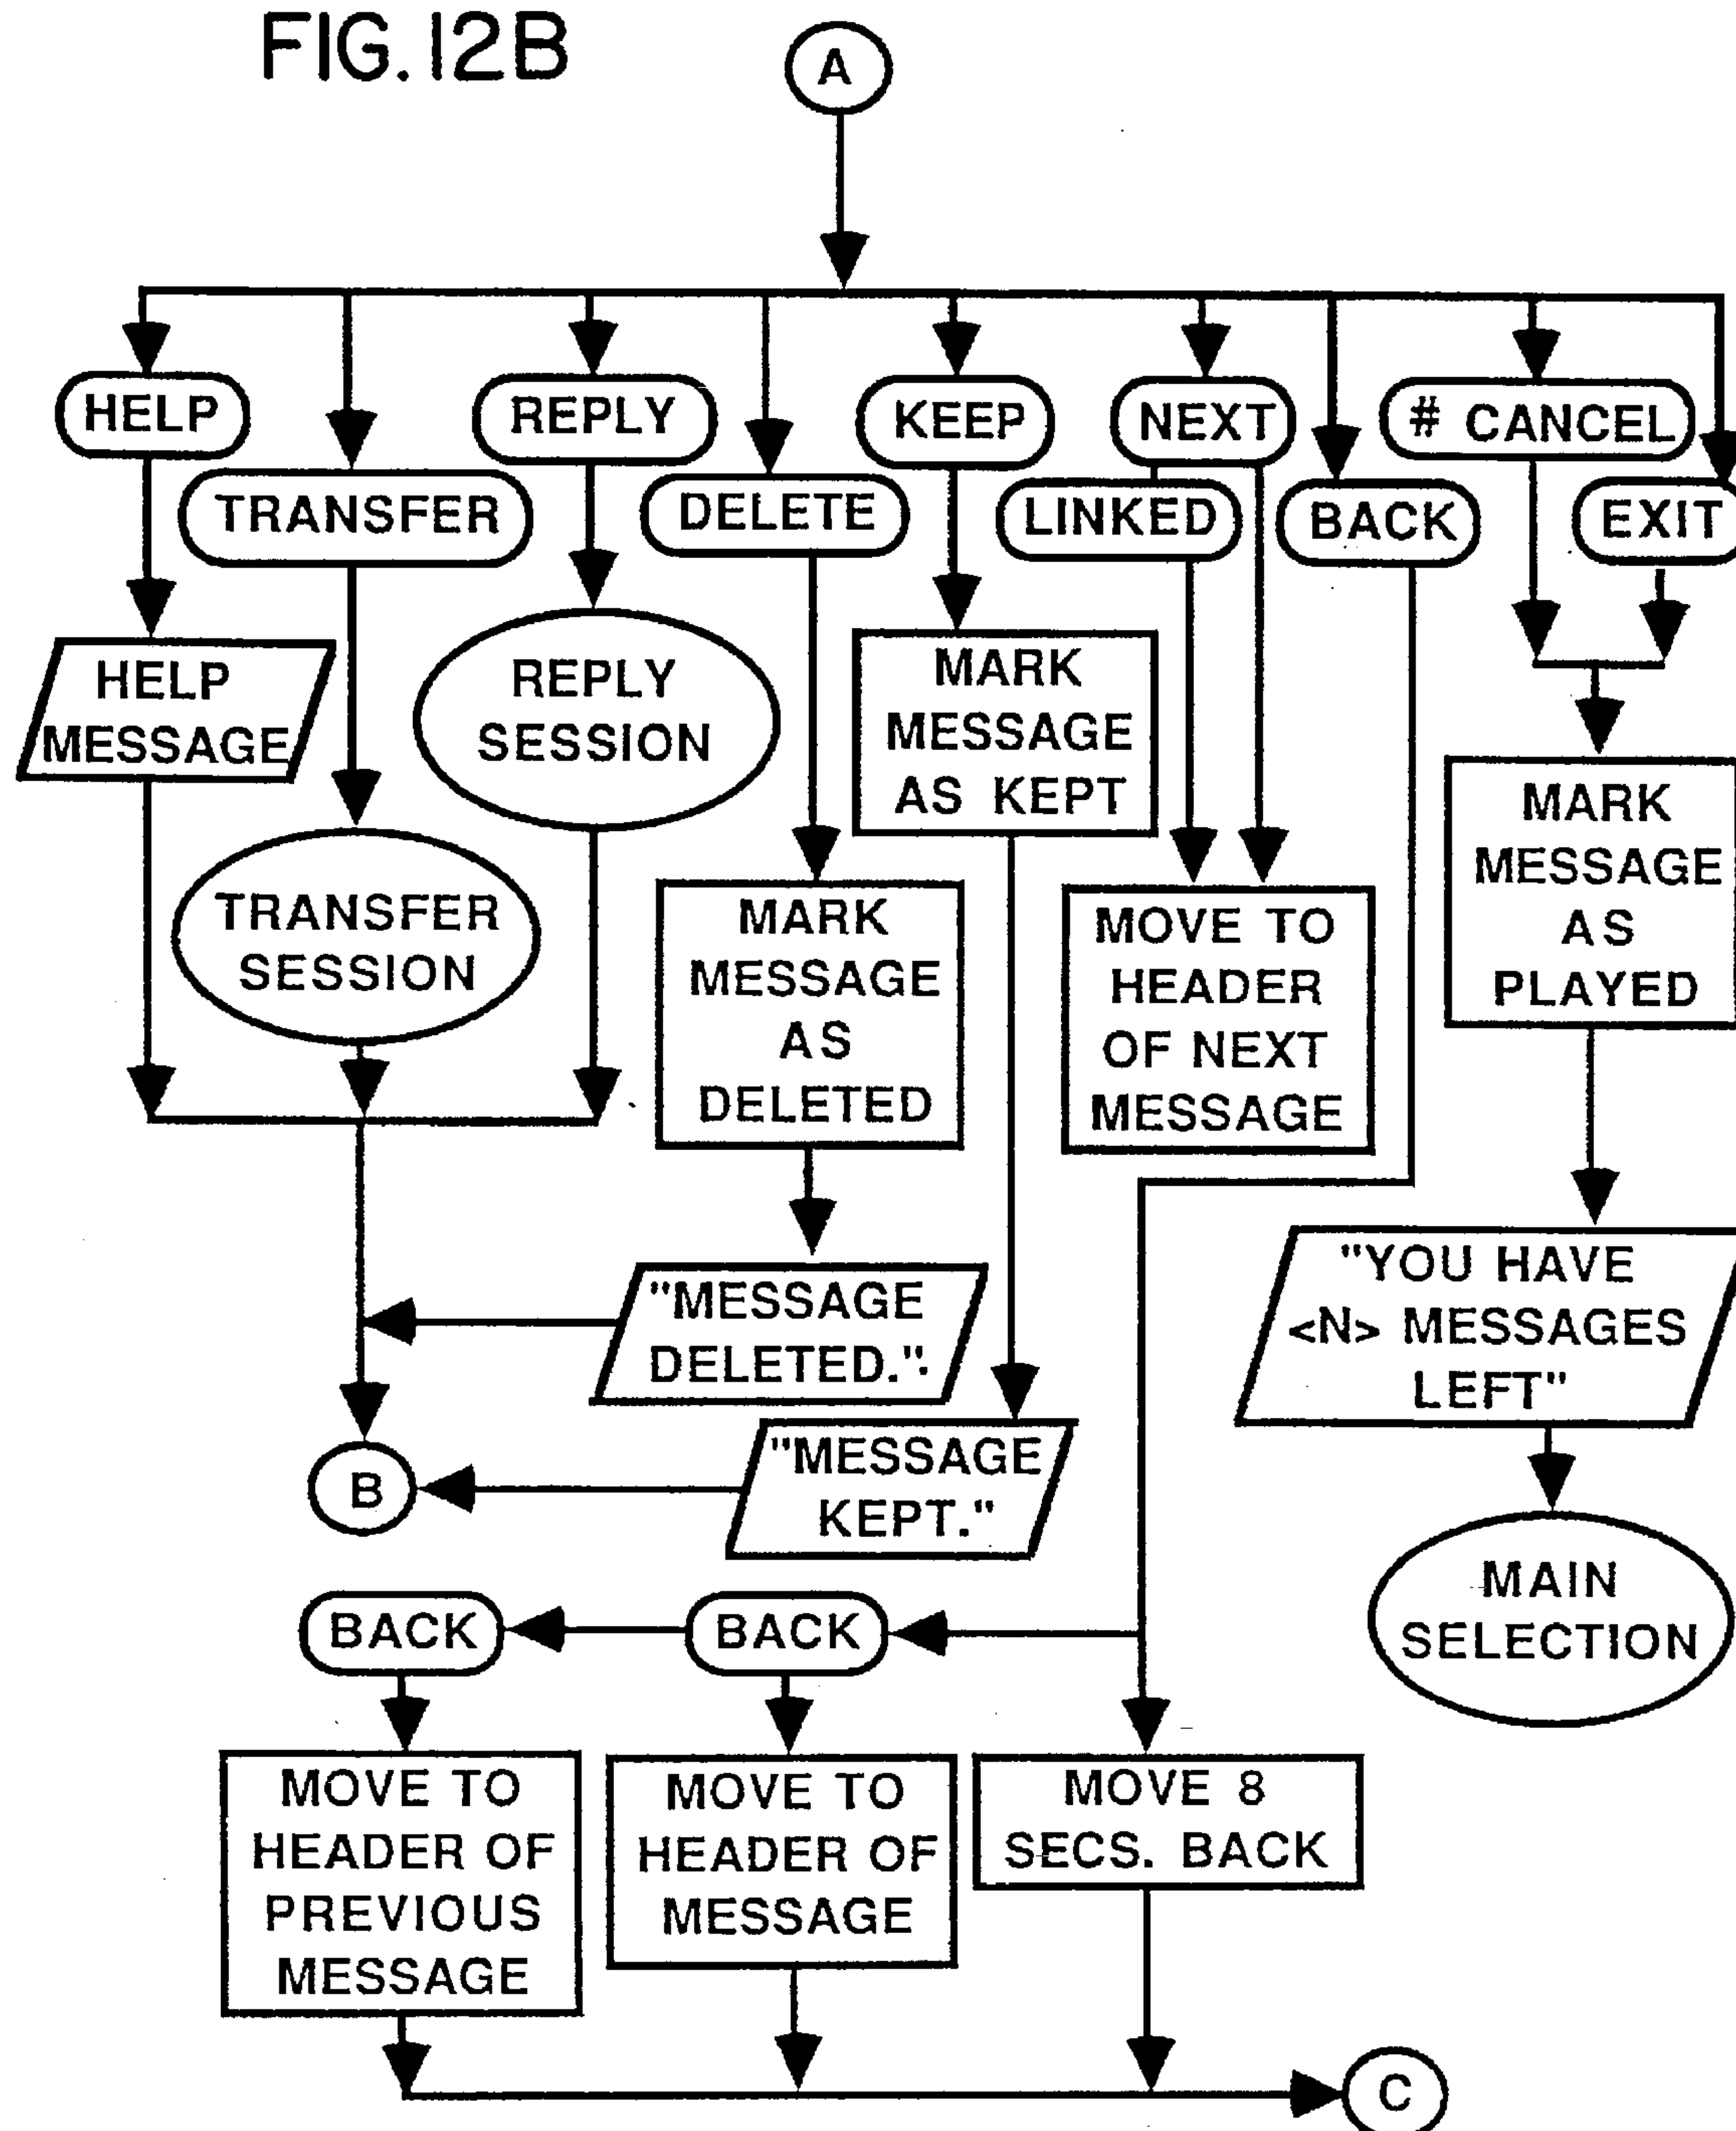 FIG. 12B
A
HELP
REPLY
KEEP
NEXT
# CANCEL
TRANSFER
DELETE
LINKED
BACK
EXIT
HELP
MESSAGE
REPLY
SESSION
MARK
MESSAGE
AS KEPT
TRANSFER
SESSION
MARK
MESSAGE
AS
DELETED
MOVE TO
HEADER
OF NEXT
MESSAGE
MARK
MESSAGE
AS
PLAYED
"MESSAGE
DELETED."
"YOU HAVE
<N> MESSAGES
LEFT"
B
"MESSAGE
KEPT."
MAIN
SELECTION
BACK
BACK
MOVE TO
HEADER OF
PREVIOUS
MESSAGE
MOVE TO
HEADER OF
MESSAGE
MOVE 8
SECS. BACK
C